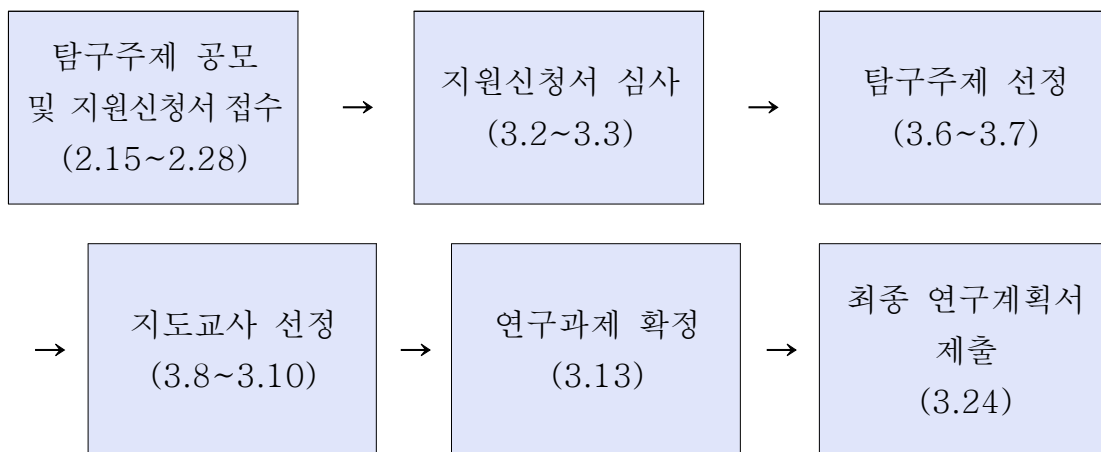 탐구주제 공모
및 지원신청서 접수
(2.15~2.28)
→
지원신청서 심사
(3.2~3.3)
→
탐구주제 선정
(3.6~3.7)
→
지도교사 선정
(3.8~3.10)
→
연구과제 확정
(3.13)
→
최종 연구계획서
제출
(3.24)